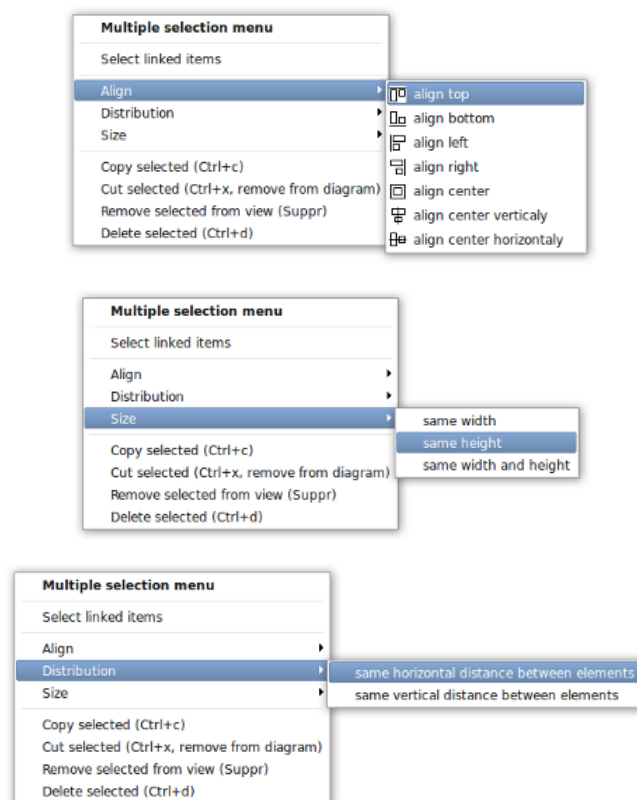 Multiple selection menu
Select linked items
Align
Distribution
Size
Copy selected (Ctrl+c)
Cut selected (Ctrl+x, remove from diagram)
Remove selected from view (Suppr)
Delete selected (Ctrl+d)
align top
align bottom
align left
align right
align center
align center verticaly
align center horizontaly
Multiple selection menu
Select linked items
Align
Distribution
Size
Copy selected (Ctrl+c)
Cut selected (Ctrl+x, remove from diagram)
Remove selected from view (Suppr)
Delete selected (Ctrl+d)
same width
same height
same width and height
Multiple selection menu
Select linked items
Align
Distribution
Size
Copy selected (Ctrl+c)
Cut selected (Ctrl+x, remove from diagram)
Remove selected from view (Suppr)
Delete selected (Ctrl+d)
same horizontal distance between elements
same vertical distance between elements